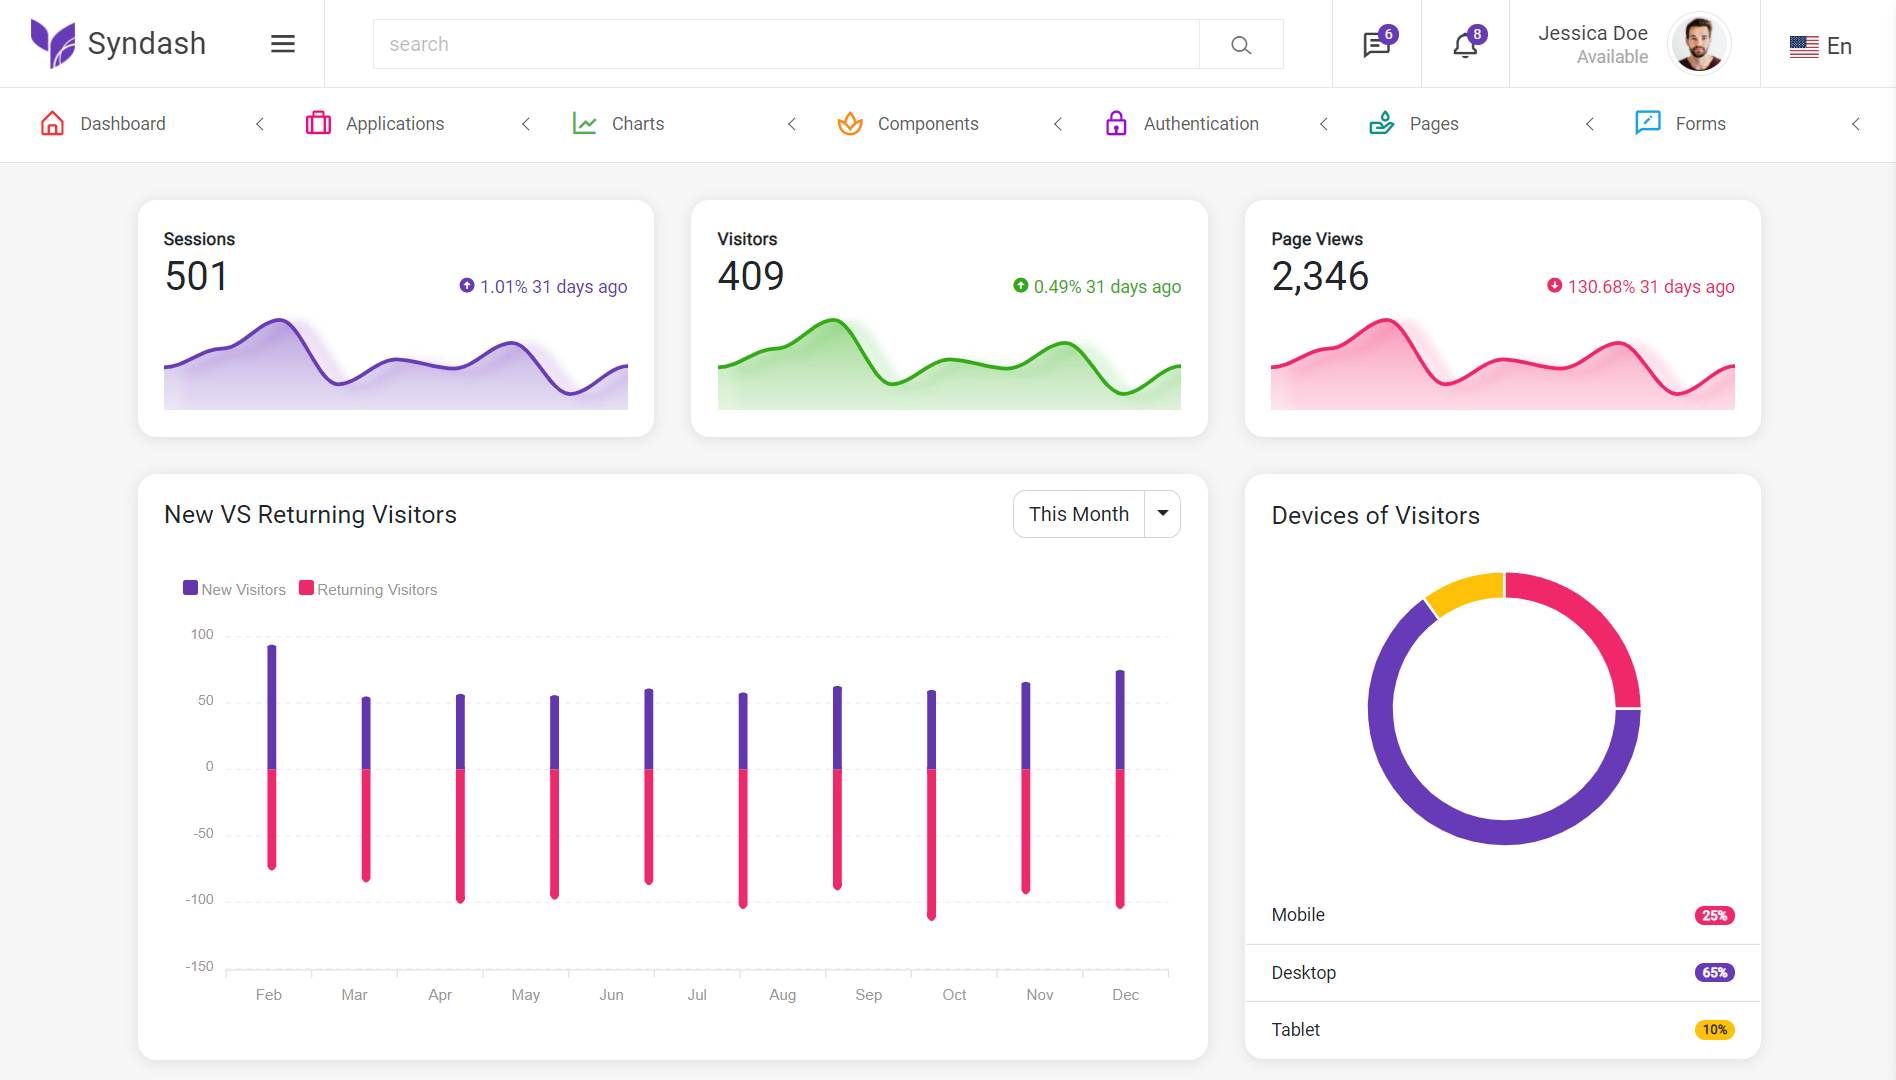 Syndash
search
6
8
Jessica Doe
Available
En
Dashboard
Applications
Charts
Components
Authentication
Pages
Forms
Sessions
501
1.01% 31 days ago
Visitors
409
0.49% 31 days ago
Page Views
2,346
130.68% 31 days ago
New VS Returning Visitors
This Month
New Visitors
Returning Visitors
100
50
0
-50
-100
-150
Feb
Mar
Apr
May
Jun
Jul
Aug
Sep
Oct
Nov
Dec
Devices of Visitors
Mobile
25%
Desktop
65%
Tablet
10%